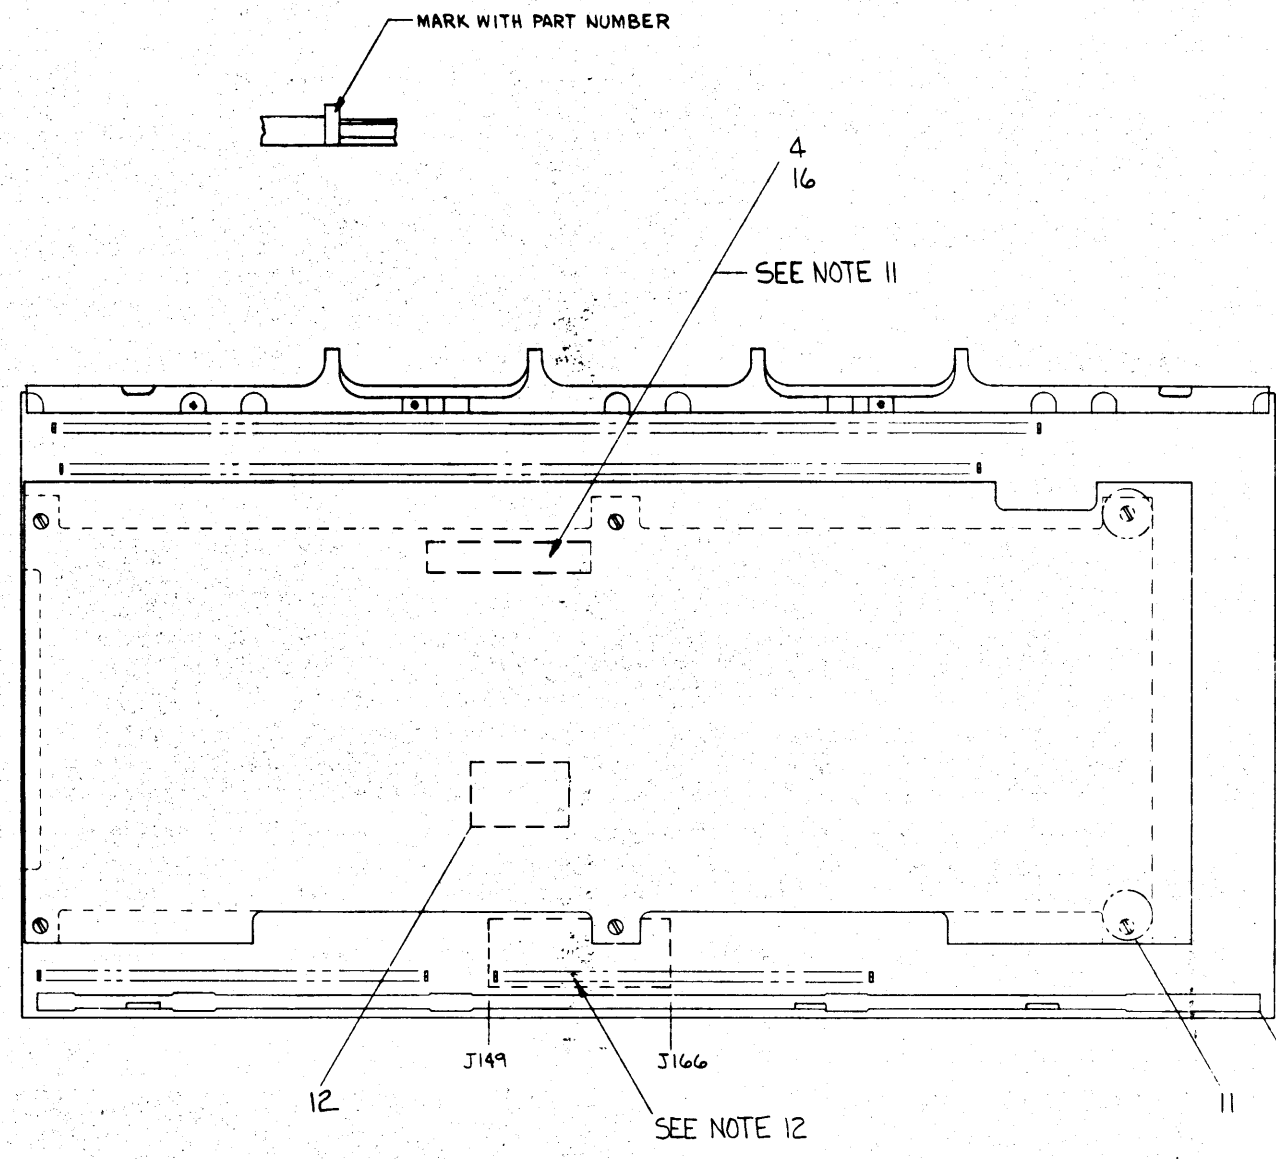 MARK WITH PART NUMBER
4
16
SEE NOTE 11
J149
J166
12
11
SEE NOTE 12